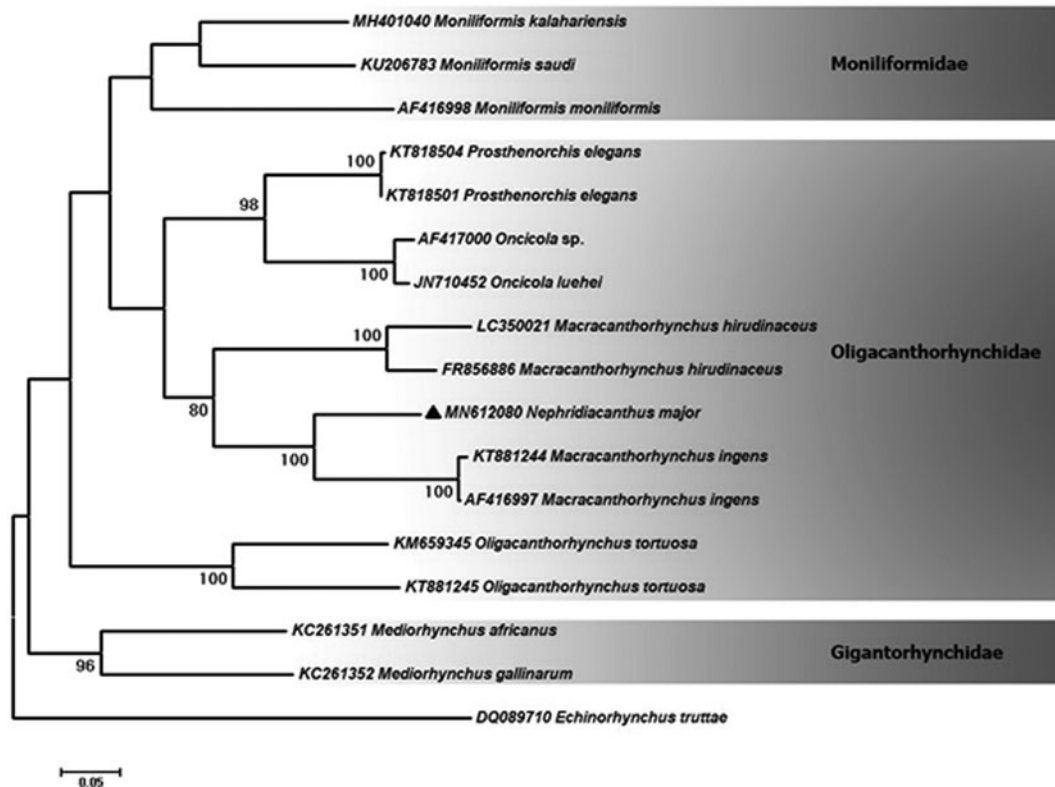 MH401040 Moniliformis kalahariensis
KU206783 Moniliformis saudi
Moniliformidae
AF416998 Moniliformis moniliformis
KT818504 Prosthenorchis elegans
100
KT818501 Prosthenorchis elegans
98
AF417000 Oncicola sp.
100
JN710452 Oncicola luehei
LC350021 Macracanthorhynchus hirudinaceus
100
Oligacanthorhynchidae
FR856886 Macracanthorhynchus hirudinaceus
80
MN612080 Nephridiacanthus major
100
KT881244 Macracanthorhynchus ingens
100
AF416997 Macracanthorhynchus ingens
KM659345 Oligacanthorhynchus tortuosa
100
KT881245 Oligacanthorhynchus tortuosa
KC261351 Mediorhynchus africanus
Gigantorhynchidae
96
KC261352 Mediorhynchus gallinarum
DQ089710 Echinorhynchus truttae
0.05